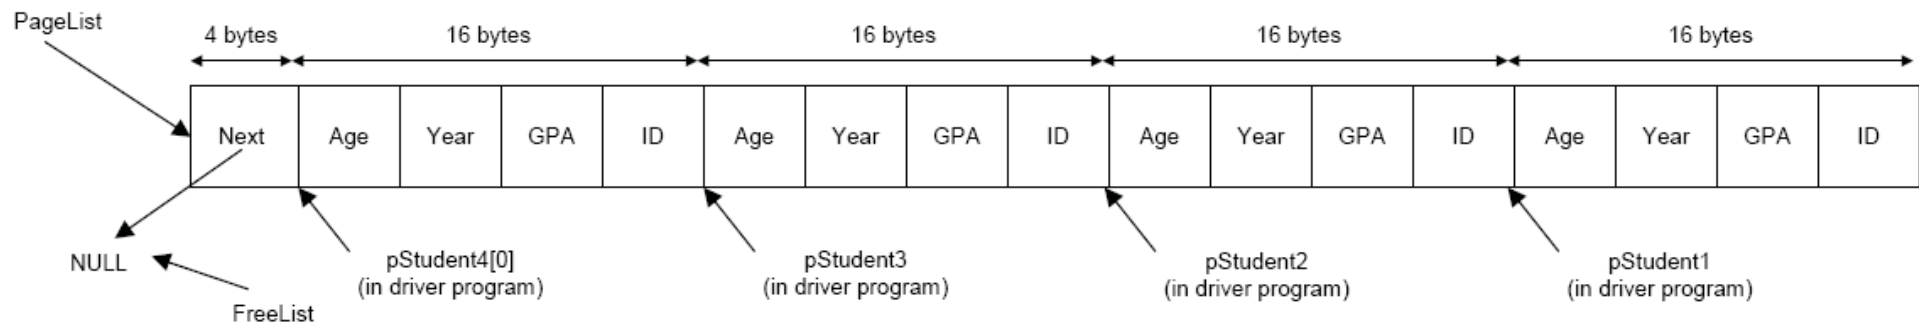 PageList
4 bytes
16 bytes
16 bytes
16 bytes
16 bytes
Next Age Year GPA ID Age Year GPA ID Age Year GPA ID Age Year GPA ID
NULL
FreeList
pStudent4[0]
(in driver program)
pStudent3
(in driver program)
pStudent2
(in driver program)
pStudent1
(in driver program)